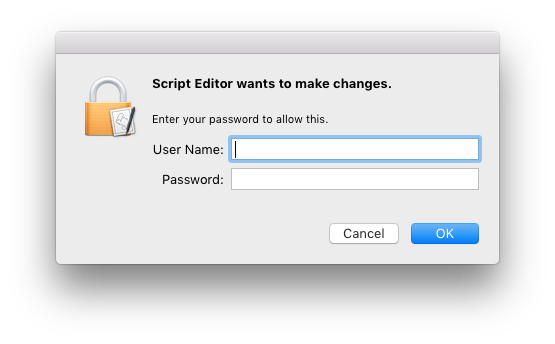 Script Editor wants to make changes.
Enter your password to allow this.
User Name:
Password:
Cancel OK